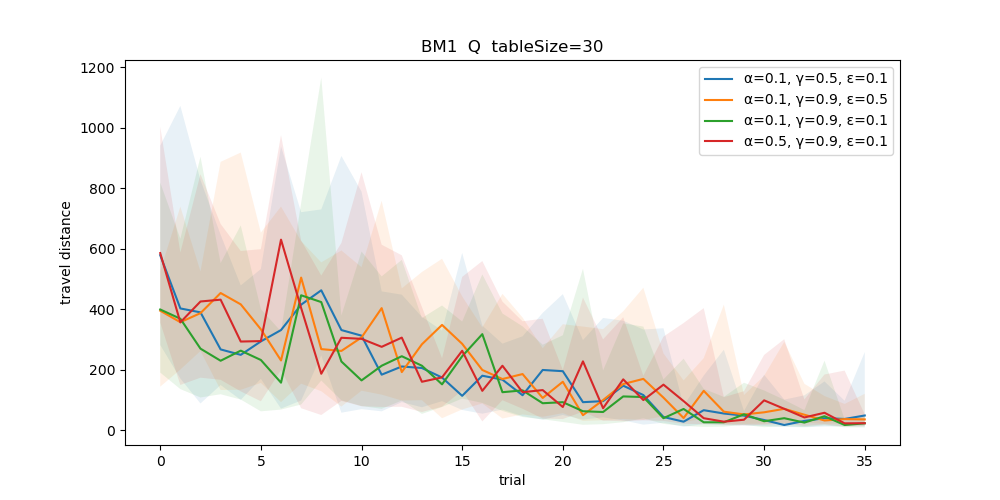 BM1  Q  tableSize=30
α=0.1, γ=0.5, ε=0.1
α=0.1, γ=0.9, ε=0.5
α=0.1, γ=0.9, ε=0.1
α=0.5, γ=0.9, ε=0.1
travel distance
1200
1000
800
600
400
200
0
0 5 10 15 20 25 30 35
trial